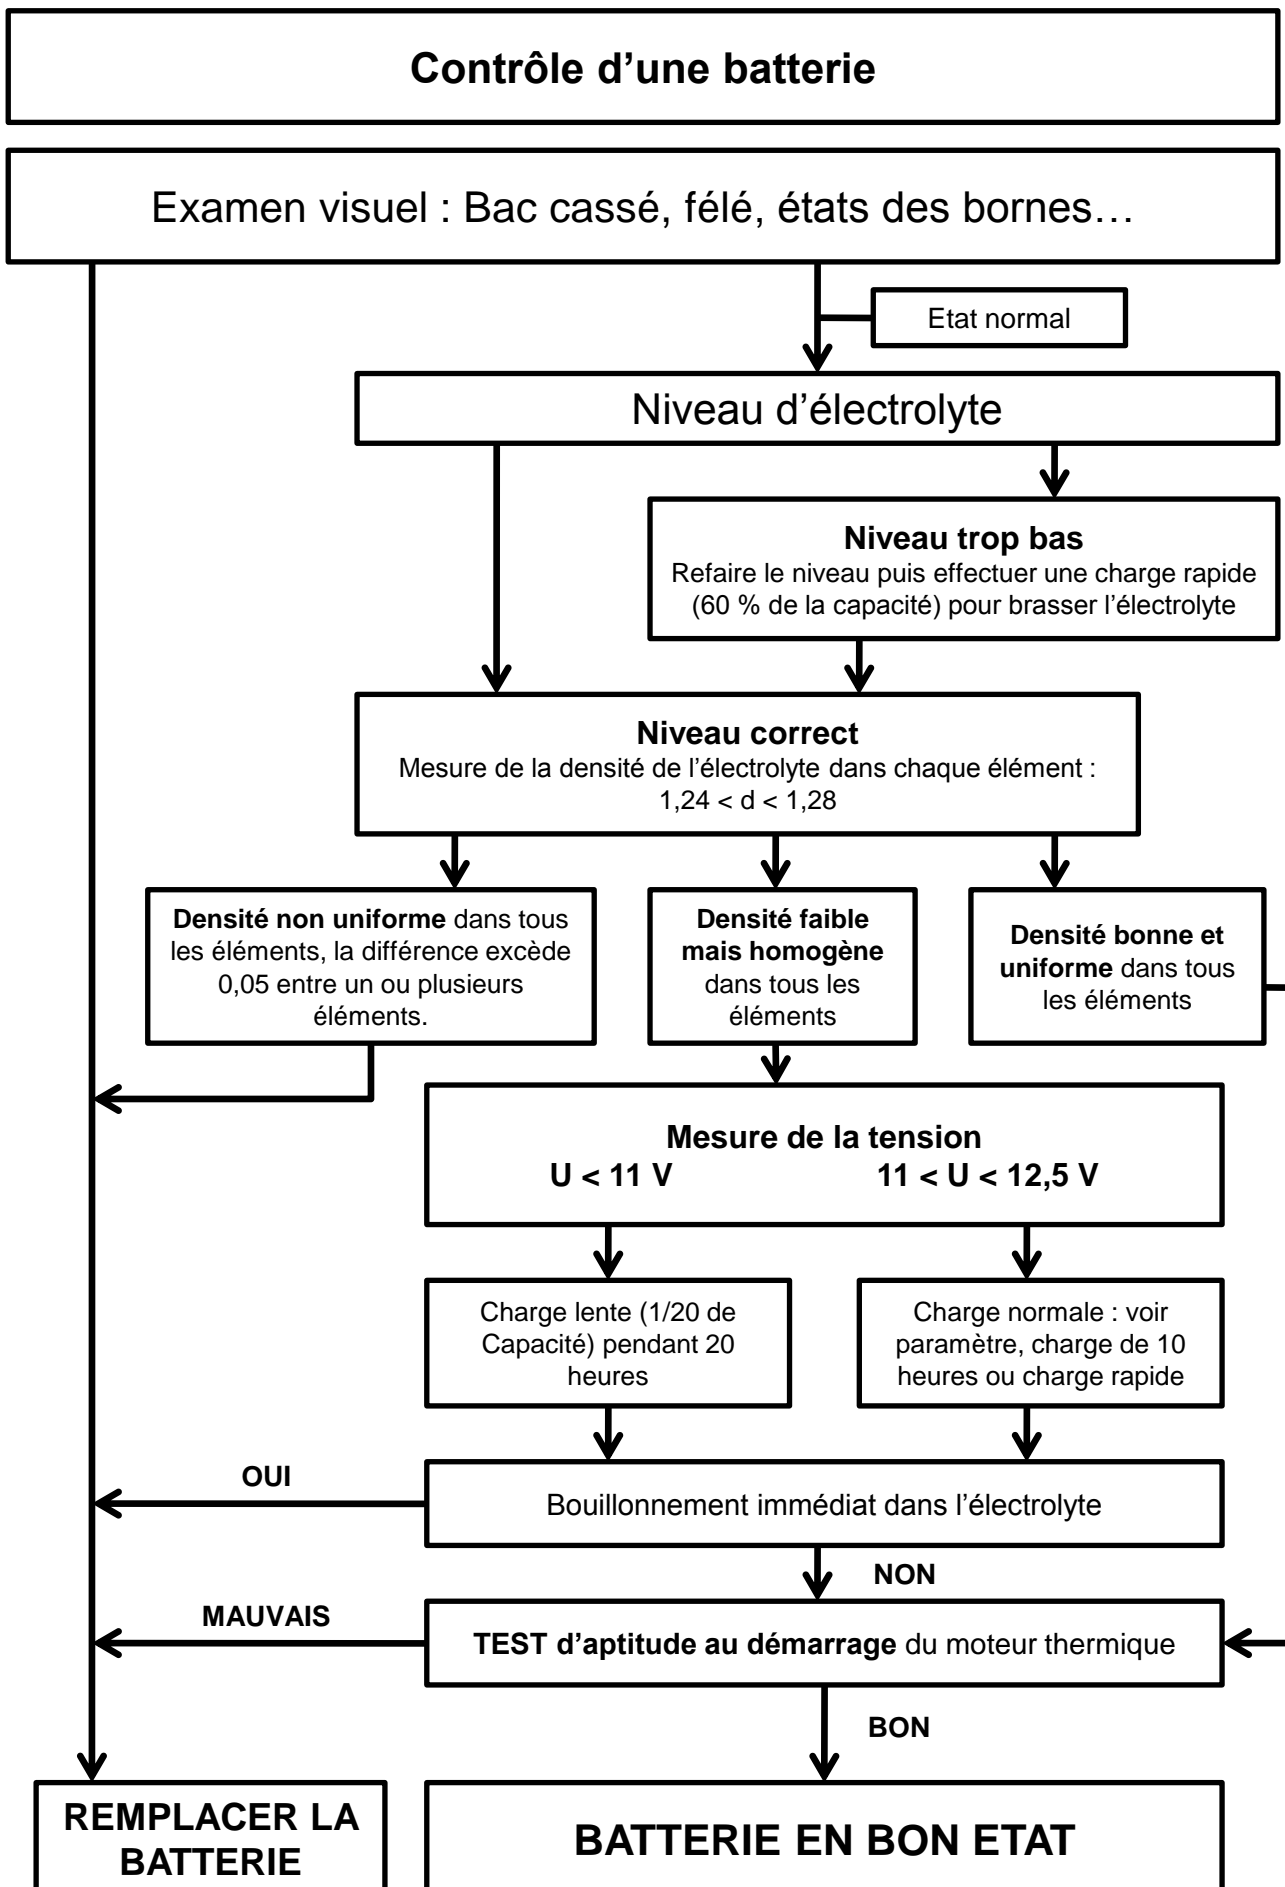 Contrôle d’une batterie
Examen visuel : Bac cassé, félé, états des bornes…
Etat normal
Niveau d’électrolyte
Niveau trop bas
Refaire le niveau puis effectuer une charge rapide
(60 % de la capacité) pour brasser l’électrolyte
Niveau correct
Mesure de la densité de l’électrolyte dans chaque élément :
1,24 < d < 1,28
Densité non uniforme dans tous
les éléments, la différence excède
0,05 entre un ou plusieurs
éléments.
Densité faible
mais homogène
dans tous les
éléments
Densité bonne et
uniforme dans tous
les éléments
Mesure de la tension
U < 11 V 11 < U < 12,5 V
Charge lente (1/20 de
Capacité) pendant 20
heures
Charge normale : voir
paramètre, charge de 10
heures ou charge rapide
OUI
Bouillonnement immédiat dans l’électrolyte
NON
MAUVAIS
TEST d’aptitude au démarrage du moteur thermique
BON
REMPLACER LA
BATTERIE
BATTERIE EN BON ETAT